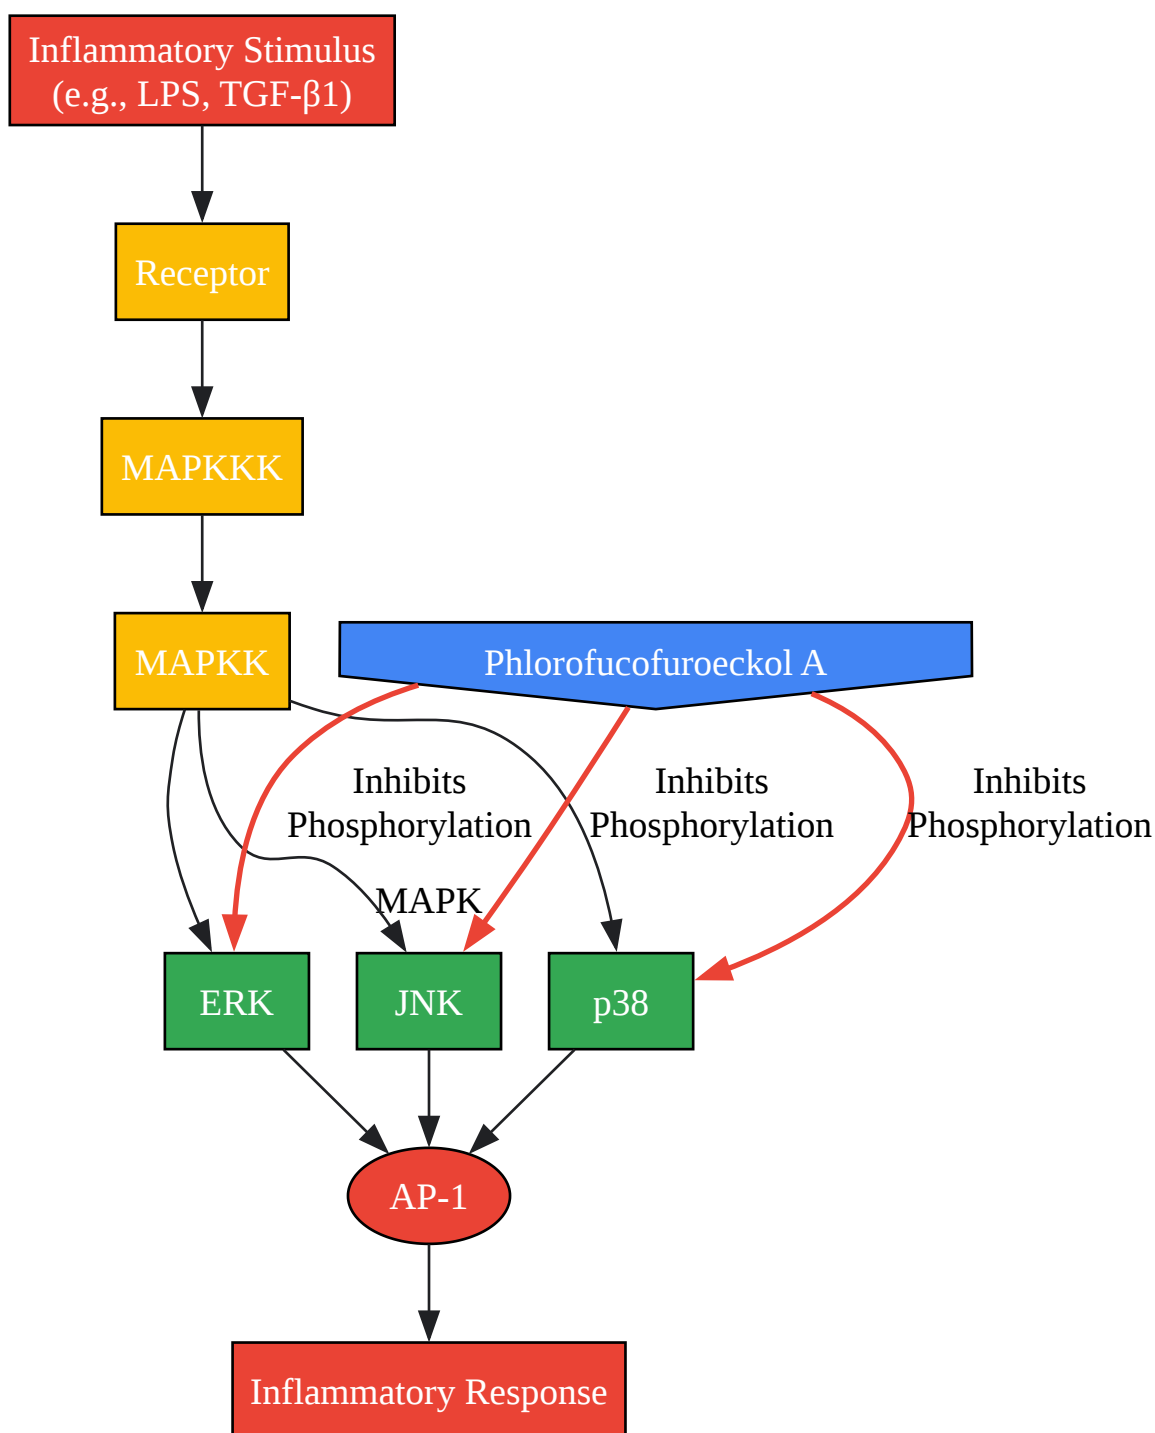 Inflammatory Stimulus
(e.g., LPS, TGF-β1)
Receptor
MAPKKK
MAPKK
Phlorofucofuroeckol A
Inhibits
Phosphorylation
Inhibits
Phosphorylation
Inhibits
Phosphorylation
MAPK
ERK
JNK
p38
AP-1
Inflammatory Response